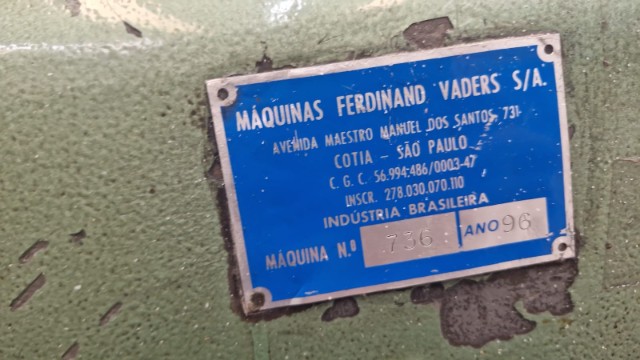 MÁQUINAS FERDINAND VADERS S/A.
AVENIDA MAESTRO MANUEL DOS SANTOS, 731
COTIA - SÃO PAULO
C. G. C. 56.994.486/0003-47
INSCR. 278.030.070.110
INDÚSTRIA BRASILEIRA
MÁQUINA N.º 736 ANO 96